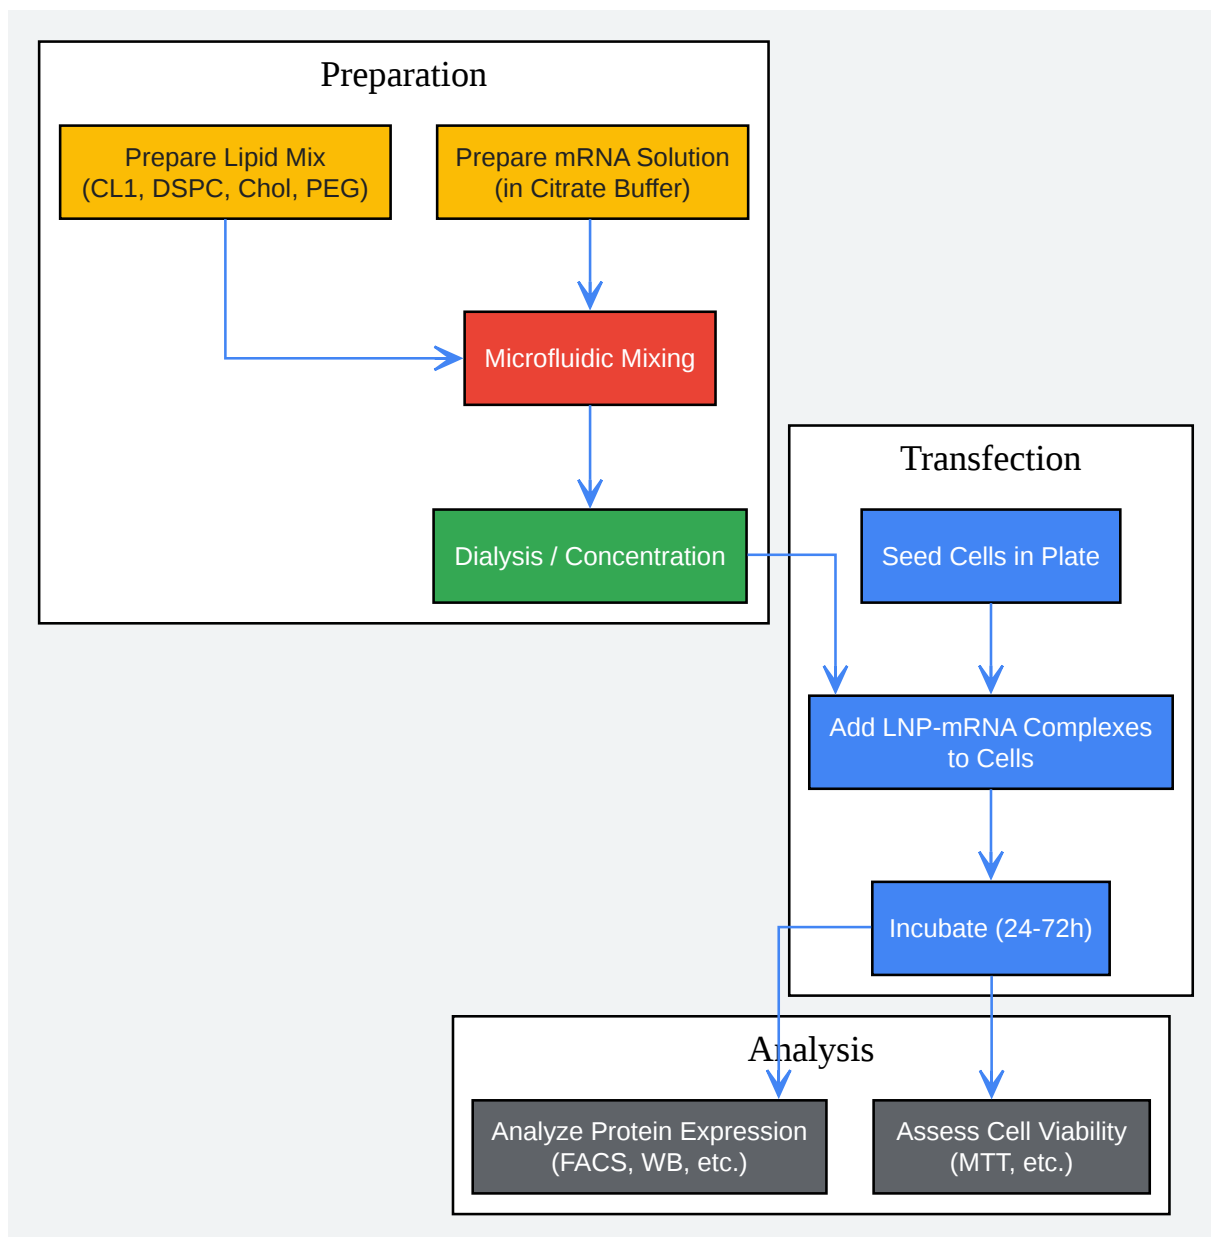 Preparation
Prepare Lipid Mix
(CL1, DSPC, Chol, PEG)
Prepare mRNA Solution
(in Citrate Buffer)
Microfluidic Mixing
Dialysis / Concentration
Transfection
Seed Cells in Plate
Add LNP-mRNA Complexes
to Cells
Incubate (24-72h)
Analysis
Analyze Protein Expression
(FACS, WB, etc.)
Assess Cell Viability
(MTT, etc.)